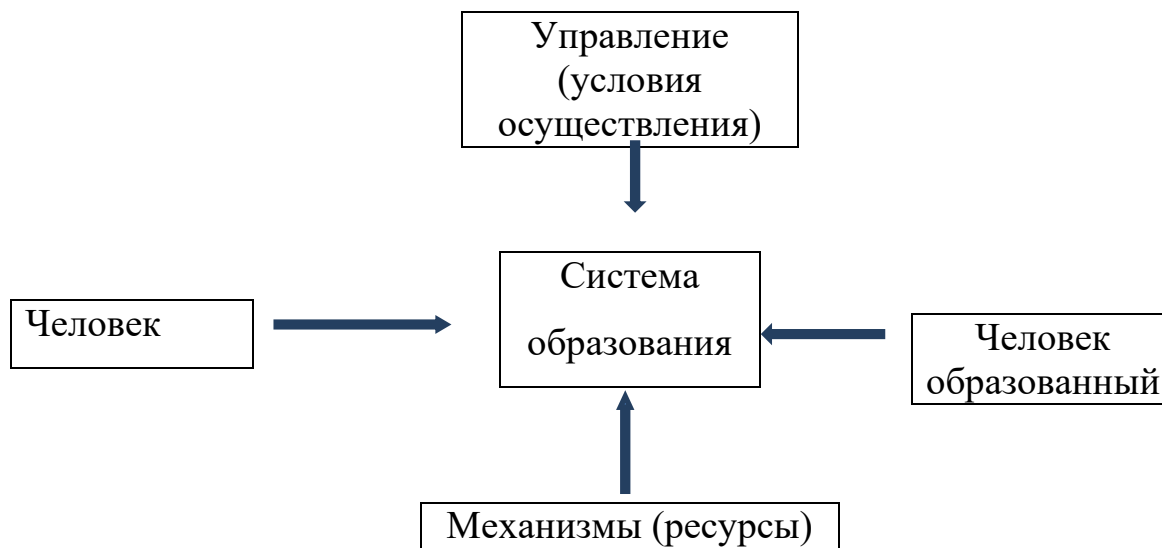 Управление
(условия
осуществления)
Система
образования
Человек
Человек
образованный
Механизмы (ресурсы)